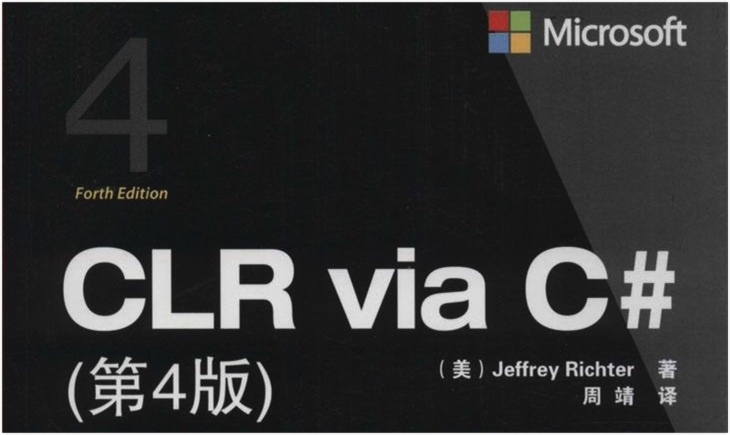 Microsoft
4
Forth Edition
CLR via C#
(第4版)
（美）Jeffrey Richter 著
周 靖 译